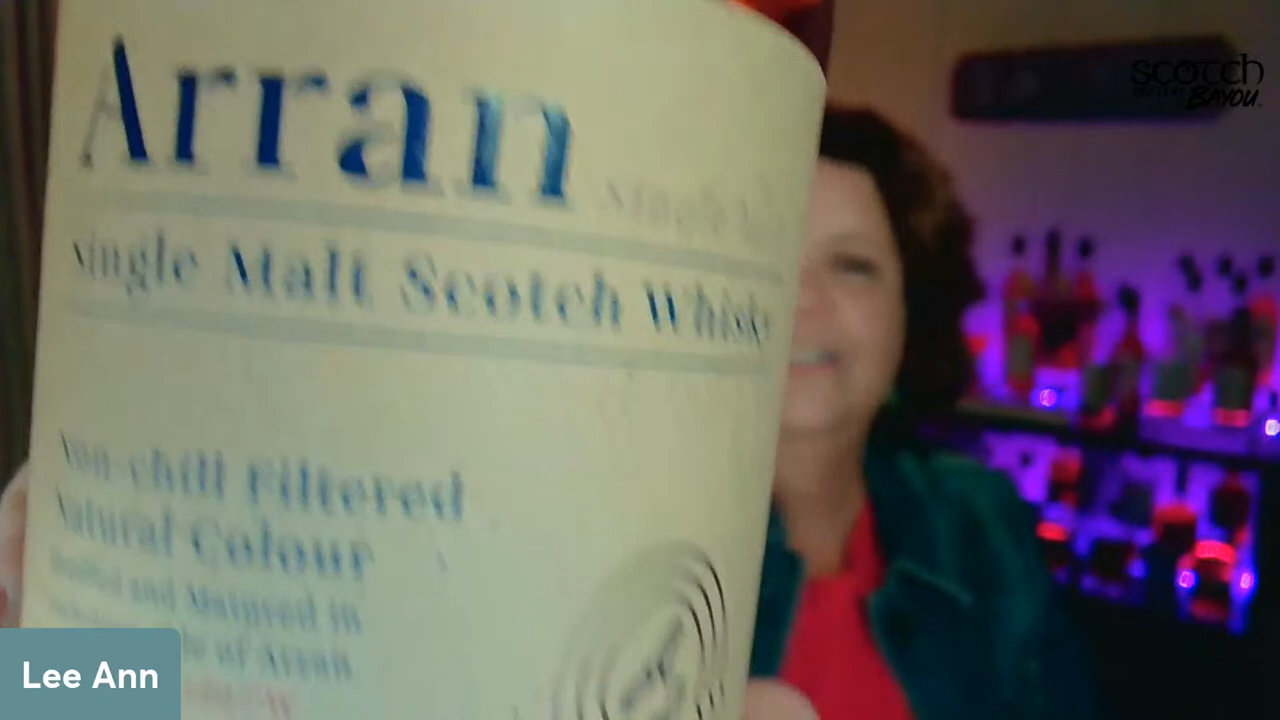 Arran
Single Malt Scotch Whisky
Non-chill Filtered
Natural Colour
Distilled and Matured in
of Arran
SCOTCH
BAYOU
Lee Ann